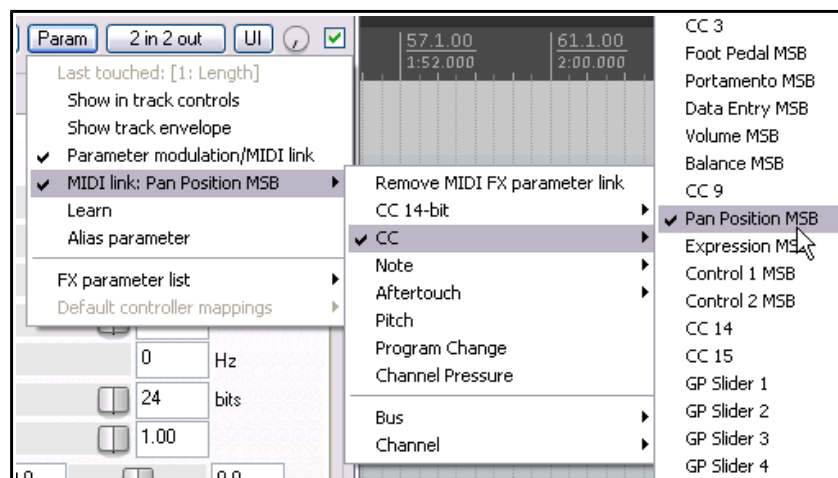 Param
2 in 2 out
UI
Last touched: [1: Length]
Show in track controls
Show track envelope
Parameter modulation/MIDI link
MIDI link: Pan Position MSB
Learn
Alias parameter
FX parameter list
Default controller mappings
0 Hz
24 bits
1.00
57.1.00
1:52.000
61.1.00
2:00.000
Remove MIDI FX parameter link
CC 14-bit
CC
Note
Aftertouch
Pitch
Program Change
Channel Pressure
Bus
Channel
CC 3
Foot Pedal MSB
Portamento MSB
Data Entry MSB
Volume MSB
Balance MSB
CC 9
Pan Position MSB
Expression MSB
Control 1 MSB
Control 2 MSB
CC 14
CC 15
GP Slider 1
GP Slider 2
GP Slider 3
GP Slider 4